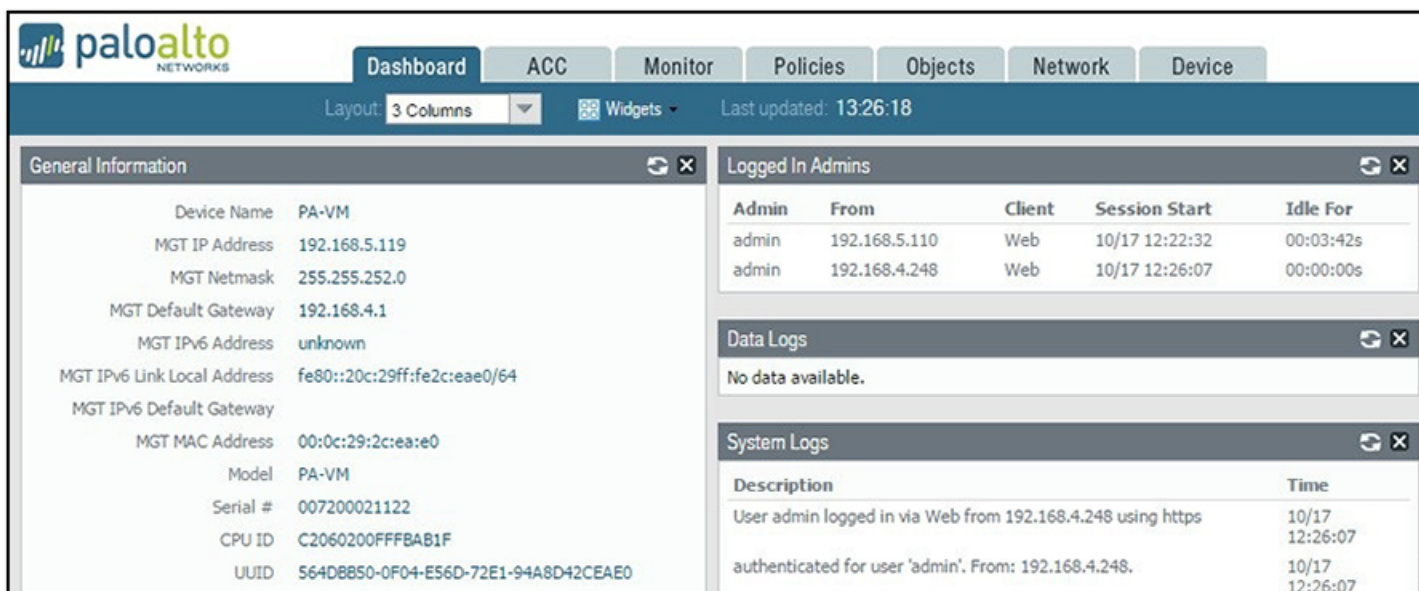 paloalto
NETWORKS
Dashboard ACC Monitor Policies Objects Network Device
Layout: 3 Columns Widgets Last updated: 13:26:18
General Information
Device Name PA-VM
MGT IP Address 192.168.5.119
MGT Netmask 255.255.252.0
MGT Default Gateway 192.168.4.1
MGT IPv6 Address unknown
MGT IPv6 Link Local Address fe80::20c:29ff:fe2c:eae0/64
MGT IPv6 Default Gateway
MGT MAC Address 00:0c:29:2c:ea:e0
Model PA-VM
Serial # 007200021122
CPU ID C2060200FFFBAB1F
UUID 564DBB50-0F04-E56D-72E1-94A8D42CEAE0
Logged In Admins
Admin From Client Session Start Idle For
admin 192.168.5.110 Web 10/17 12:22:32 00:03:42s
admin 192.168.4.248 Web 10/17 12:26:07 00:00:00s
Data Logs
No data available.
System Logs
Description Time
User admin logged in via Web from 192.168.4.248 using https 10/17
12:26:07
authenticated for user 'admin'. From: 192.168.4.248. 10/17
12:26:07